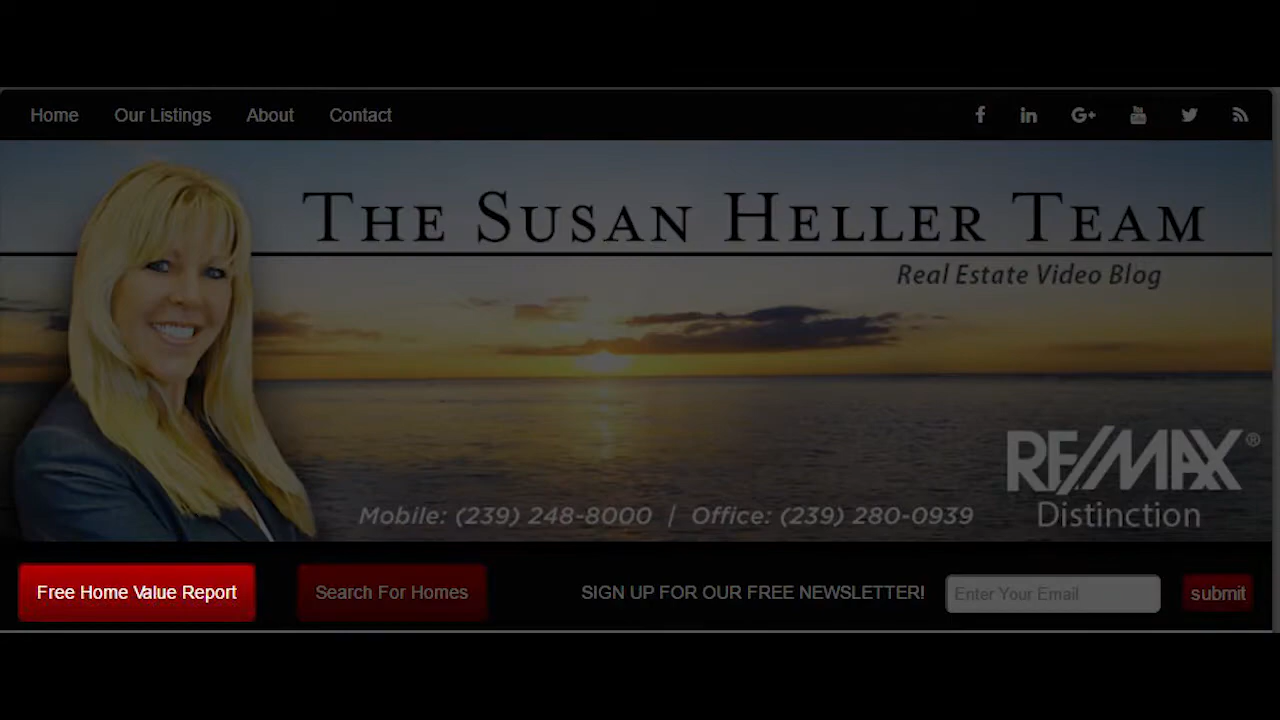 Home Our Listings About Contact
THE SUSAN HELLER TEAM
Real Estate Video Blog
RE/MAX®
Distinction
Mobile: (239) 248-8000 | Office: (239) 280-0939
Free Home Value Report Search For Homes SIGN UP FOR OUR FREE NEWSLETTER! Enter Your Email submit